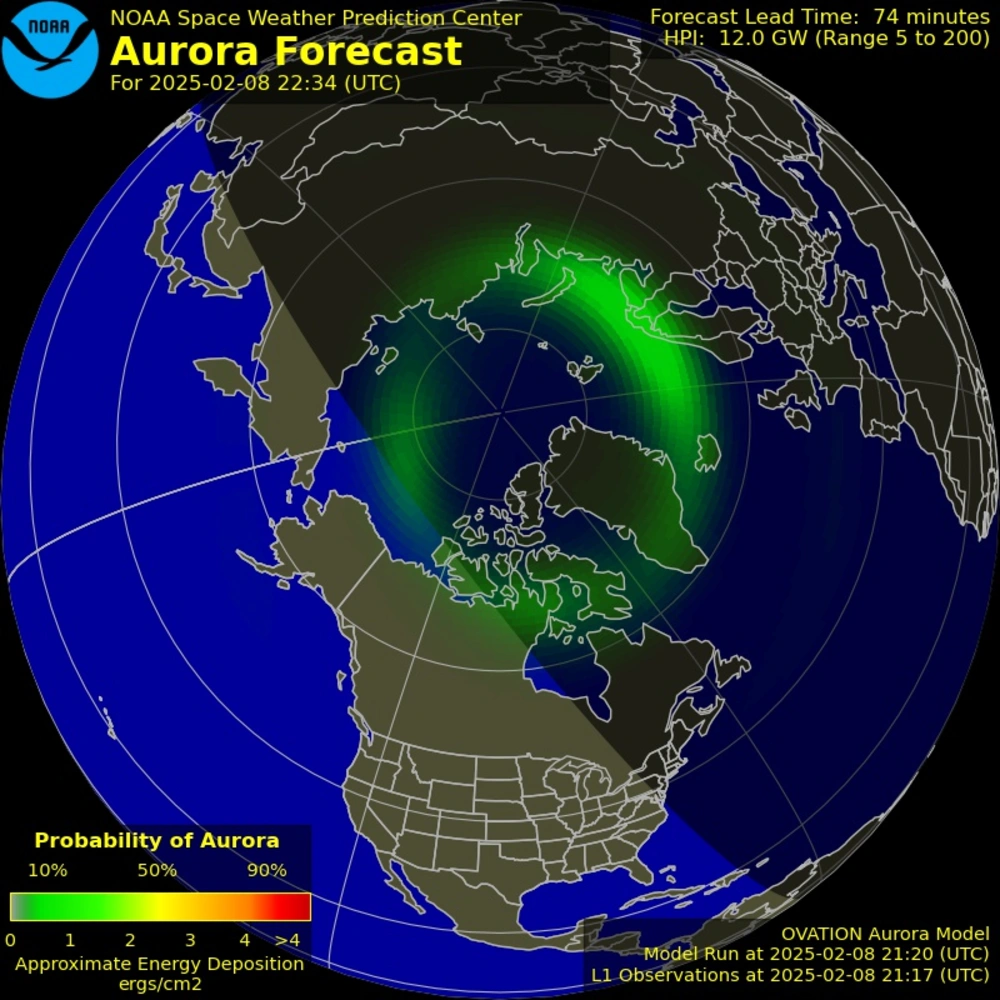 NOAA
NOAA Space Weather Prediction Center
Aurora Forecast
For 2025-02-08 22:34 (UTC)
Forecast Lead Time: 74 minutes
HPI: 12.0 GW (Range 5 to 200)
Probability of Aurora
10% 50% 90%
0 1 2 3 4 >4
Approximate Energy Deposition
ergs/cm2
OVATION Aurora Model
Model Run at 2025-02-08 21:20 (UTC)
L1 Observations at 2025-02-08 21:17 (UTC)